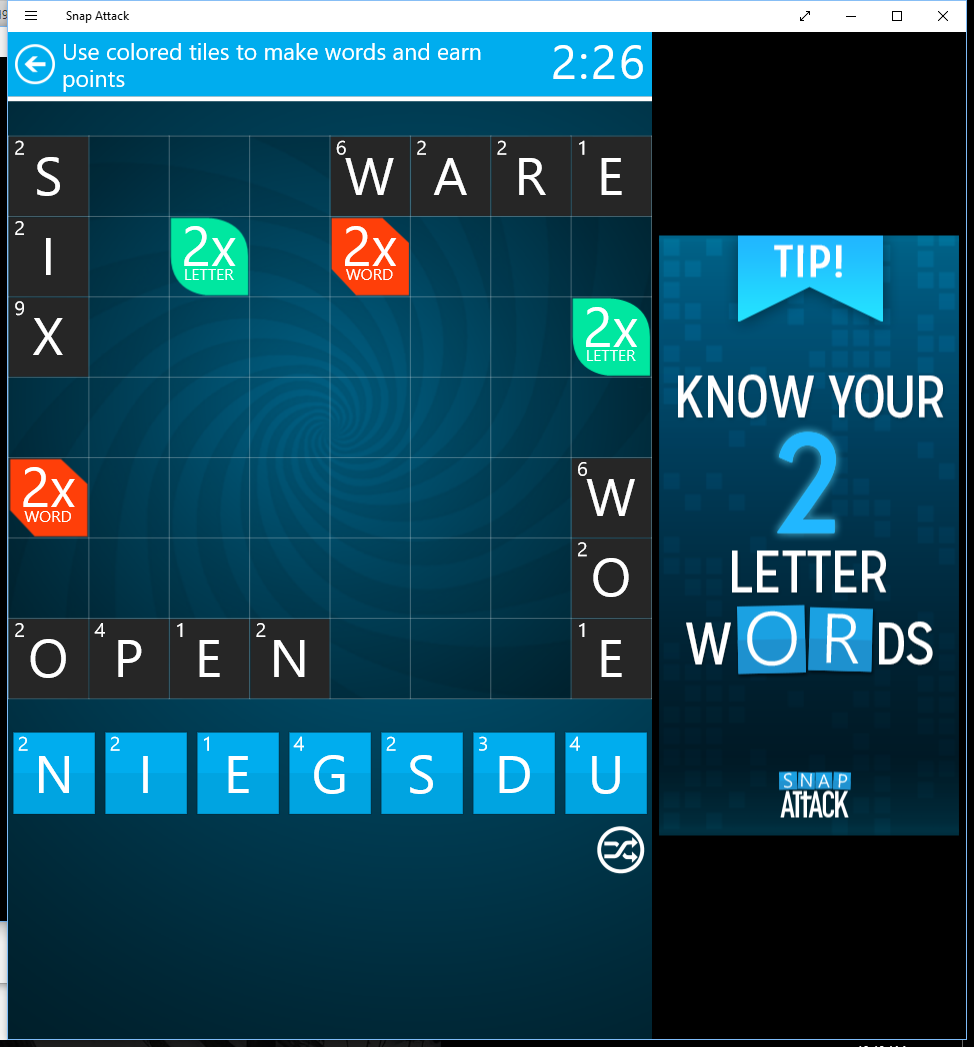 Snap Attack
Use colored tiles to make words and earn
points
2:26
2 S 6 W 2 A 2 R 1 E
2 I 2x LETTER 2x WORD
9 X 2x LETTER
2x WORD 6 W
2 O
2 O 4 P 1 E 2 N 1 E
2 N 2 I 1 E 4 G 2 S 3 D 4 U
TIP!
KNOW YOUR
2
LETTER
WORDS
SNAP
ATTACK